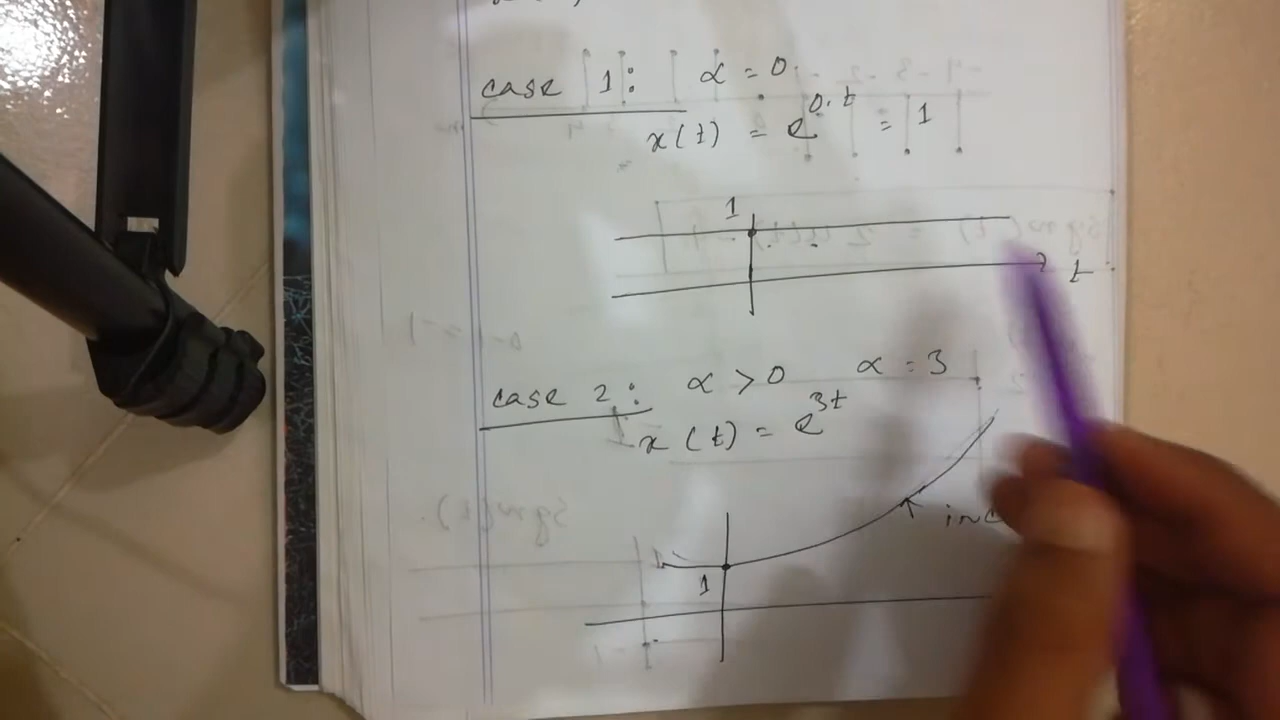 case 1: α = 0.
x(t) = e^{0.t} = 1
1
t
case 2: α > 0 α = 3
x(t) = e^{3t}
1